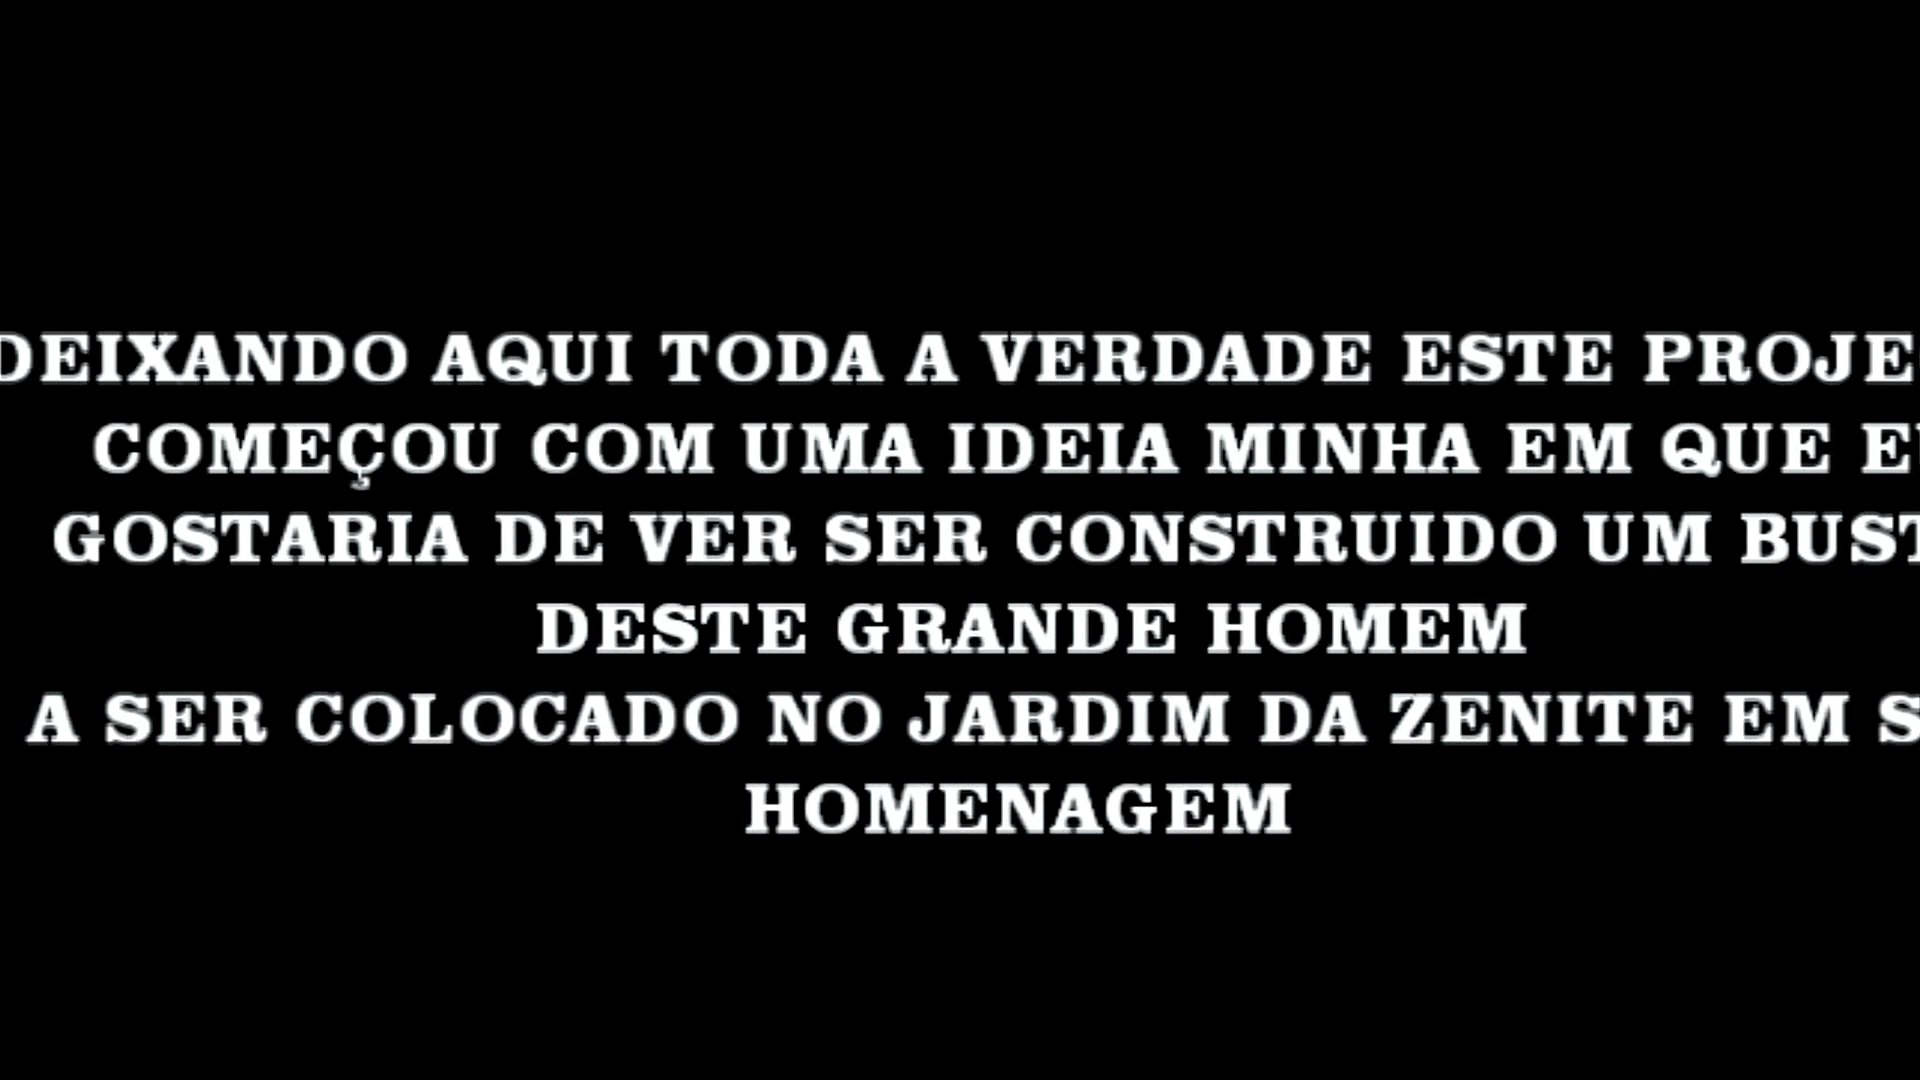 DEIXANDO AQUI TODA A VERDADE ESTE PROJE
COMEÇOU COM UMA IDEIA MINHA EM QUE
GOSTARIA DE VER SER CONSTRUIDO UM BUST
DESTE GRANDE HOMEM
A SER COLOCADO NO JARDIM DA ZENITE EM S
HOMENAGEM